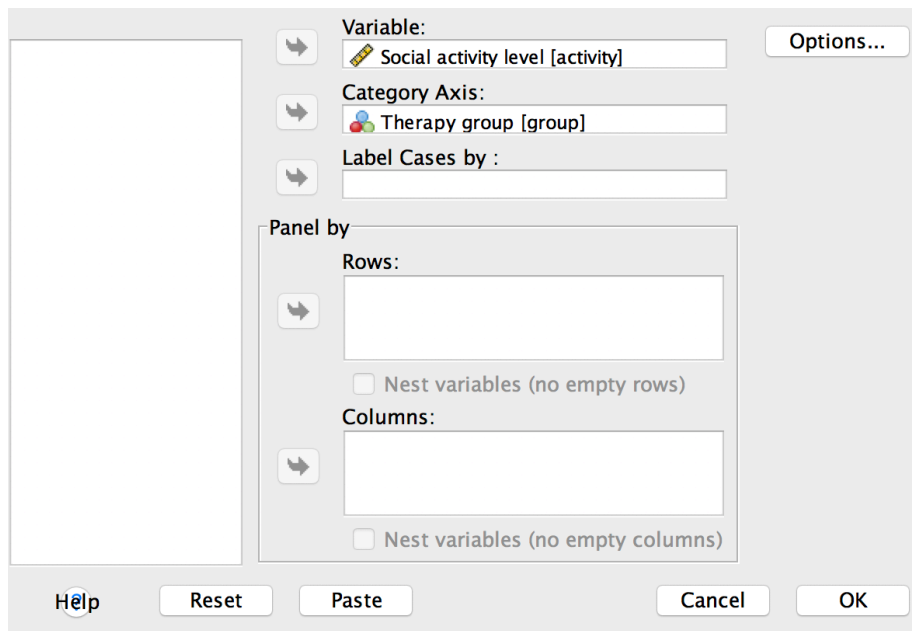 Variable:
Options...
Social activity level [activity]
Category Axis:
Therapy group [group]
Label Cases by :
Panel by
Rows:
Nest variables (no empty rows)
Columns:
Nest variables (no empty columns)
Help
Reset
Paste
Cancel
OK